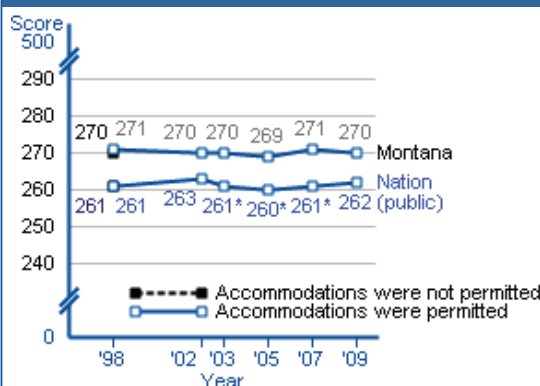 Score
500
290
280
270 271 270 270 269 271 270
270
Montana
260
Nation
(public)
261 261 263 261* 260* 261* 262
250
240
Accommodations were not permitted
Accommodations were permitted
0
'98 '02 '03 '05 '07 '09
Year